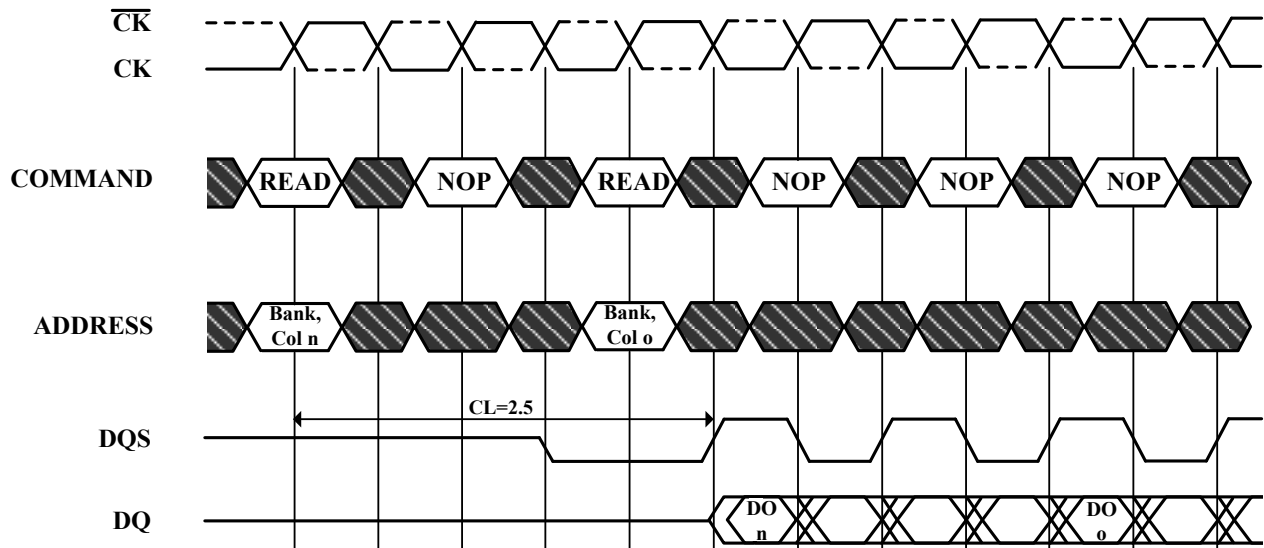 CK
CK
COMMAND
READ
NOP
READ
NOP
NOP
NOP
ADDRESS
Bank,
Col n
Bank,
Col o
CL=2.5
DQS
DQ
DO
n
DO
o